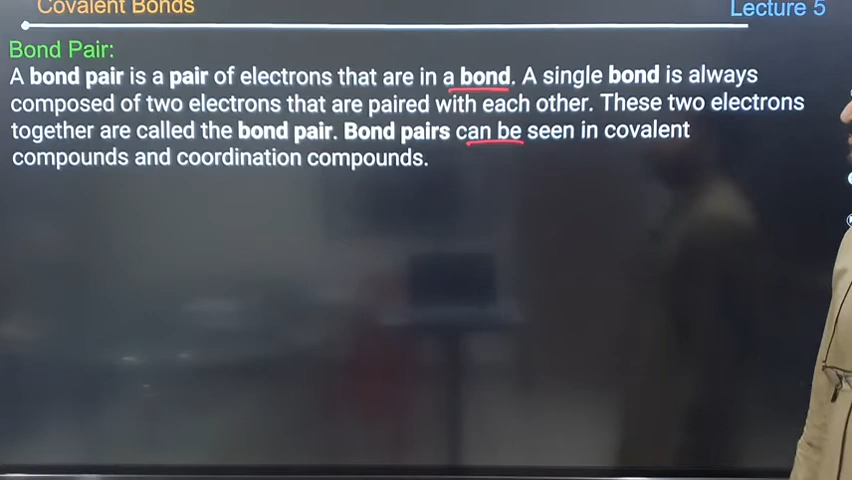 Covalent Bonds
Lecture 5
Bond Pair:
A bond pair is a pair of electrons that are in a bond. A single bond is always
composed of two electrons that are paired with each other. These two electrons
together are called the bond pair. Bond pairs can be seen in covalent
compounds and coordination compounds.